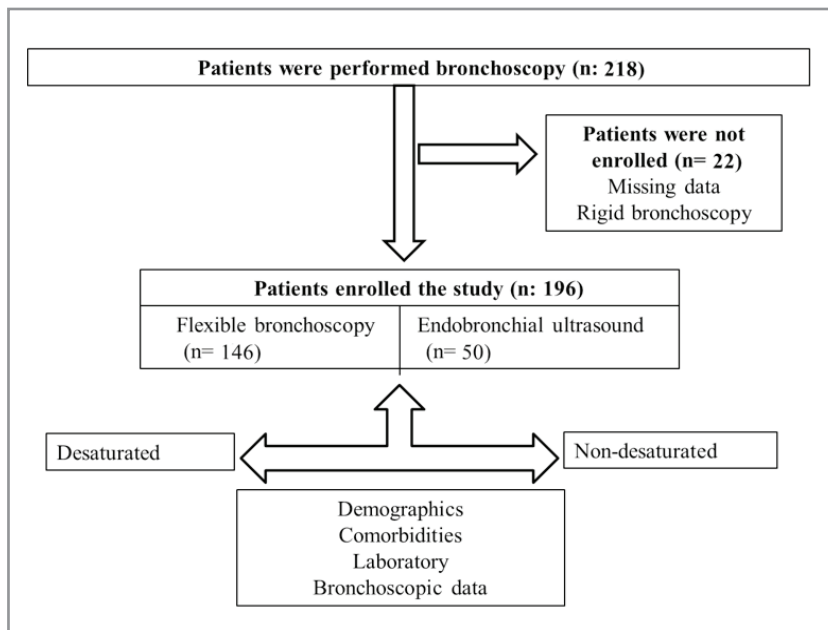 Patients were performed bronchoscopy (n: 218)
Patients were not
enrolled (n= 22)
Missing data
Rigid bronchoscopy
Patients enrolled the study (n: 196)
Flexible bronchoscopy
(n= 146)
Endobronchial ultrasound
(n= 50)
Desaturated
Non-desaturated
Demographics
Comorbidities
Laboratory
Bronchoscopic data